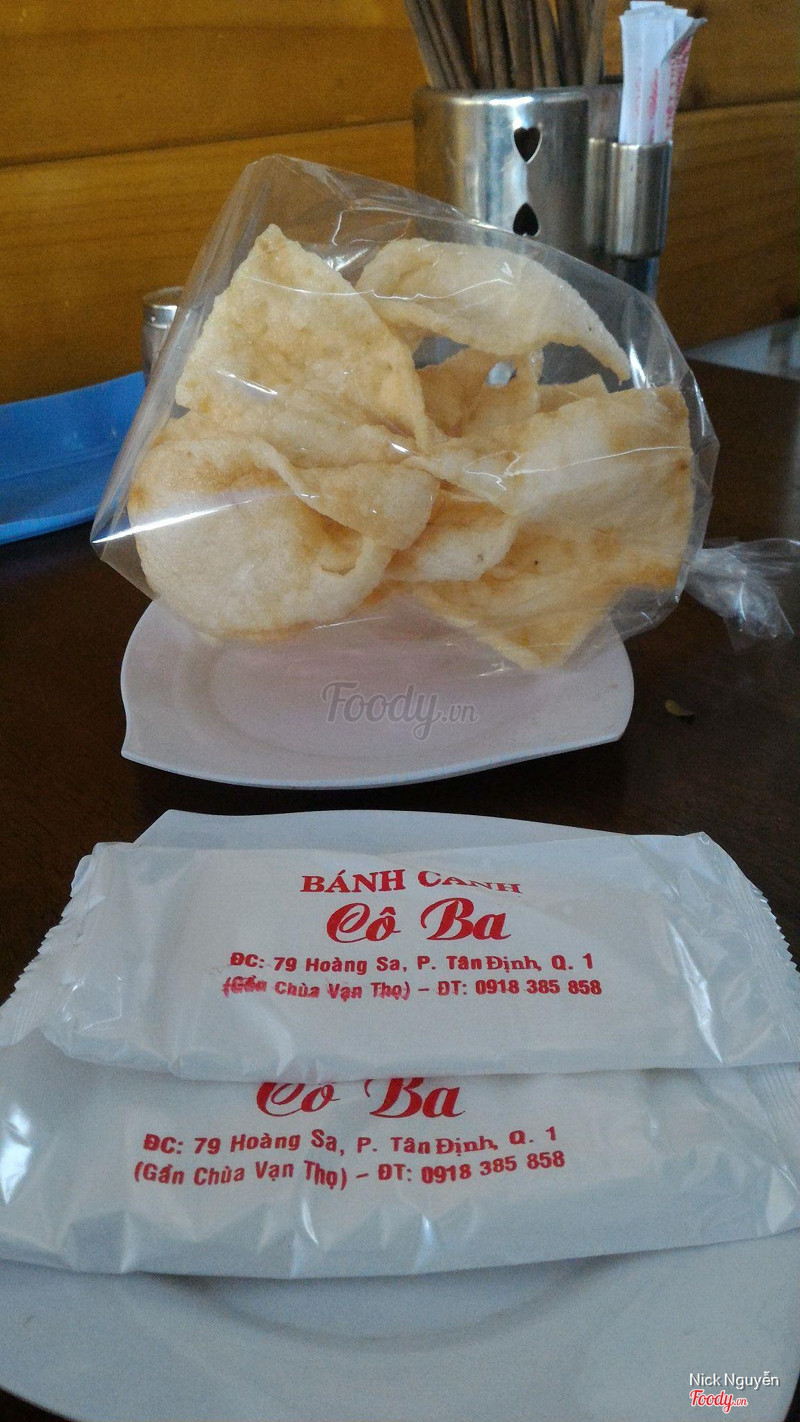 Foody.vn
BÁNH CANH
Cô Ba
ĐC: 79 Hoàng Sa, P. Tân Định, Q. 1
(Gần Chùa Vạn Thọ) – ĐT: 0918 385 858
Cô Ba
ĐC: 79 Hoàng Sa, P. Tân Định, Q. 1
(Gần Chùa Vạn Thọ) – ĐT: 0918 385 858
Nick Nguyễn
Foody.vn